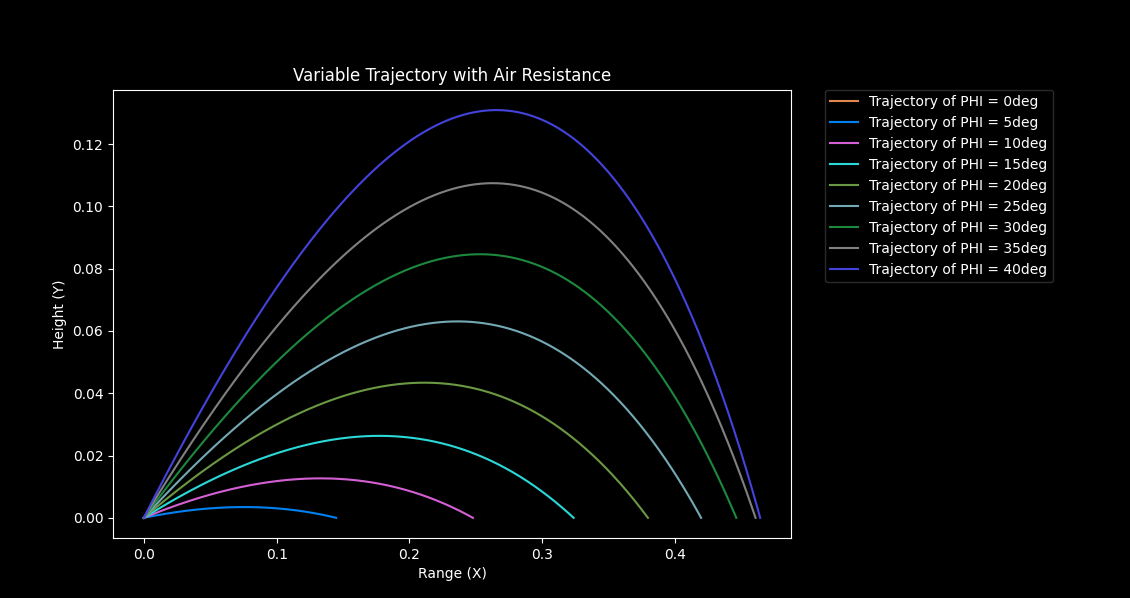 Variable Trajectory with Air Resistance
Trajectory of PHI = 0deg
Trajectory of PHI = 5deg
Trajectory of PHI = 10deg
Trajectory of PHI = 15deg
Trajectory of PHI = 20deg
Trajectory of PHI = 25deg
Trajectory of PHI = 30deg
Trajectory of PHI = 35deg
Trajectory of PHI = 40deg
Height (Y)
0.12
0.10
0.08
0.06
0.04
0.02
0.00
0.0 0.1 0.2 0.3 0.4
Range (X)